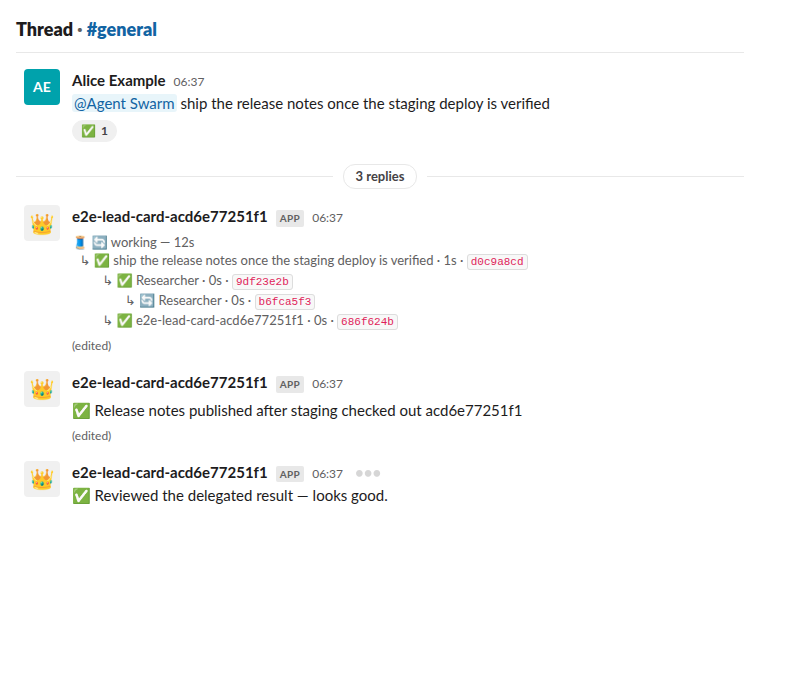 Thread • #general
AE
Alice Example 06:37
@Agent Swarm ship the release notes once the staging deploy is verified
✅ 1
3 replies
e2e-lead-card-acd6e77251f1 APP 06:37
🧵 🔄 working — 12s
↳ ✅ ship the release notes once the staging deploy is verified · 1s · d0c9a8cd
↳ ✅ Researcher · 0s · 9df23e2b
↳ 🔄 Researcher · 0s · b6fca5f3
↳ ✅ e2e-lead-card-acd6e77251f1 · 0s · 686f624b
(edited)
e2e-lead-card-acd6e77251f1 APP 06:37
✅ Release notes published after staging checked out acd6e77251f1
(edited)
e2e-lead-card-acd6e77251f1 APP 06:37
✅ Reviewed the delegated result — looks good.